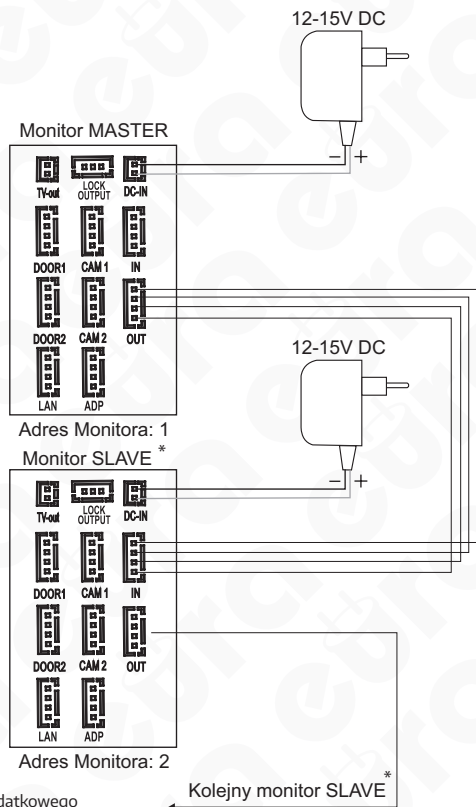 12-15V DC
Monitor MASTER
- +
TV-out LOCK OUTPUT DC-IN
DOOR1 CAM 1 IN
DOOR2 CAM 2 OUT
LAN ADP
Adres Monitora: 1
12-15V DC
Monitor SLAVE *
- +
TV-out LOCK OUTPUT DC-IN
DOOR1 CAM 1 IN
DOOR2 CAM 2 OUT
LAN ADP
Adres Monitora: 2
Kolejny monitor SLAVE *
datkowego
eura